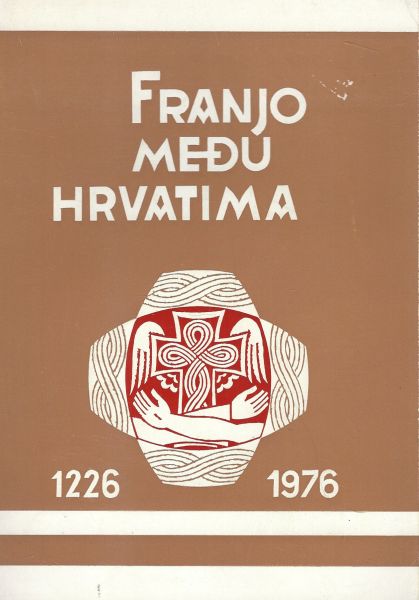 FRANJO
MEĐU
HRVATIMA
1226 1976